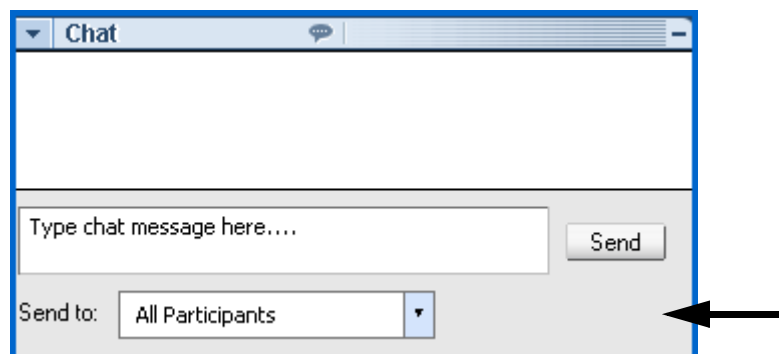 Chat
Type chat message here....
Send
Send to:
All Participants